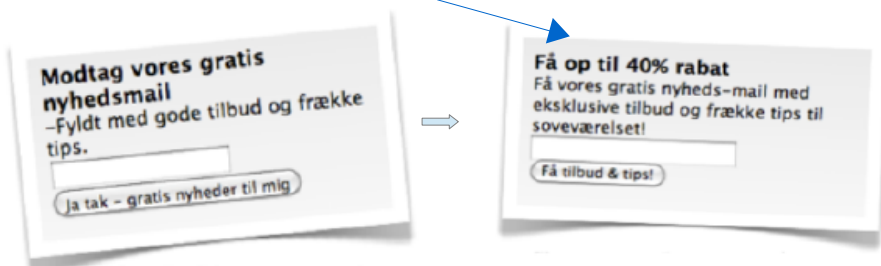 Modtag vores gratis
nyhedsmail
-Fyldt med gode tilbud og frække
tips.
Ja tak - gratis nyheder til mig
Få op til 40% rabat
Få vores gratis nyheds-mail med
eksklusive tilbud og frække tips til
soveværelset!
Få tilbud & tips!